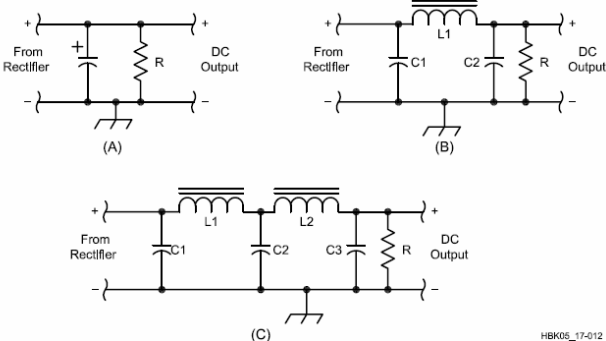 +
From
Rectifier
–
+
R
+
DC
Output
–
(A)
+
From
Rectifier
–
L1
C1
C2
R
+
DC
Output
–
(B)
+
From
Rectifier
–
L1
L2
C1
C2
C3
R
+
DC
Output
–
(C)
HBK05_17-012